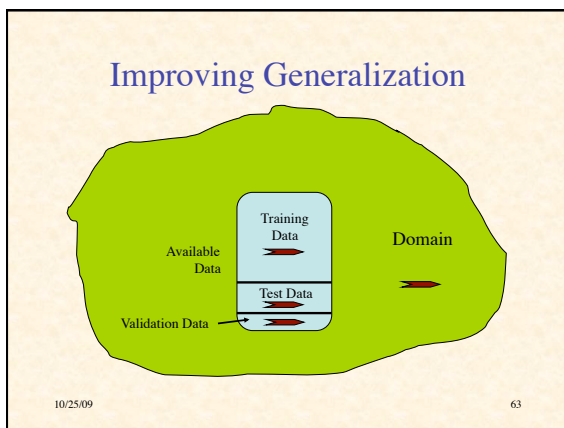 Improving Generalization
Training
Data
Available
Data
Domain
Test Data
Validation Data
10/25/09
63